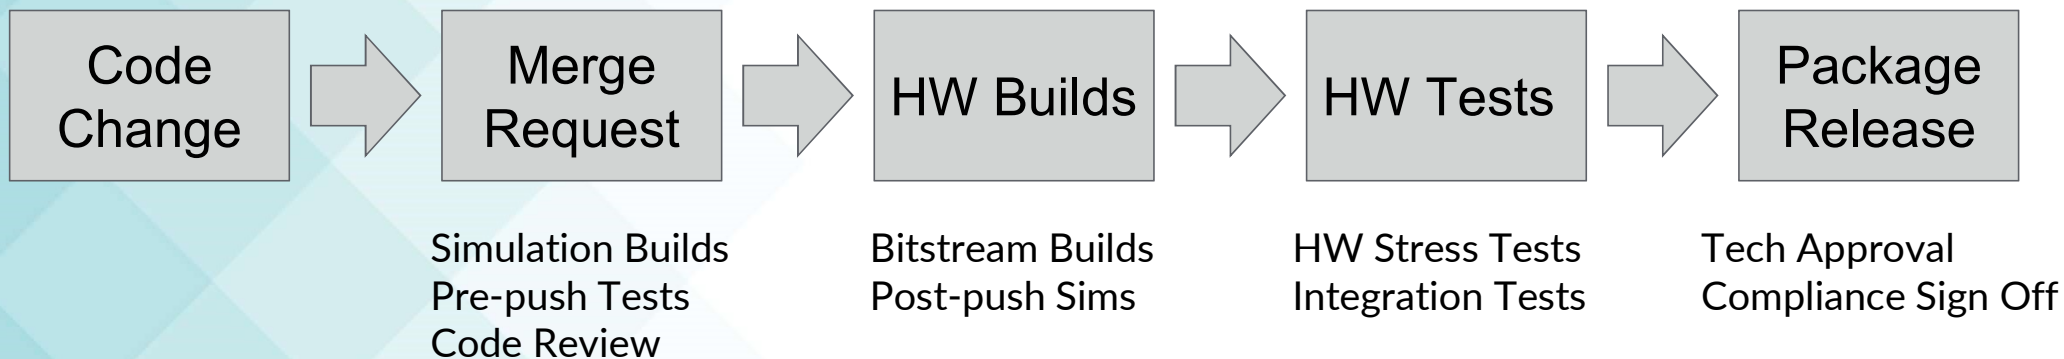 Code
Change
Merge
Request
HW Builds
HW Tests
Package
Release
Simulation Builds
Pre-push Tests
Code Review
Bitstream Builds
Post-push Sims
HW Stress Tests
Integration Tests
Tech Approval
Compliance Sign Off